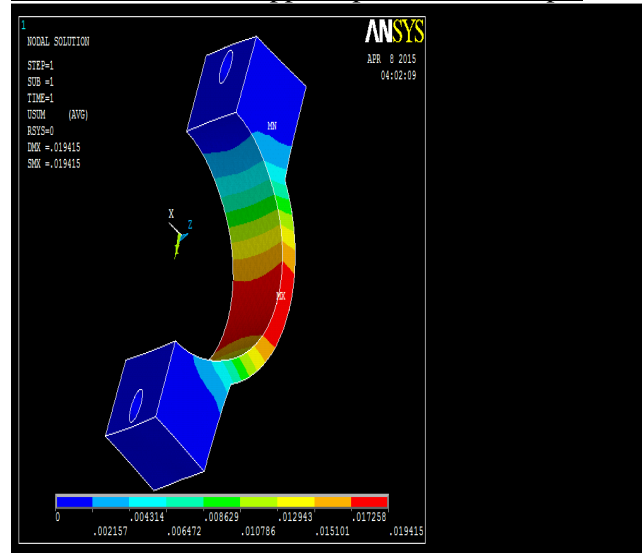 1
NODAL SOLUTION
STEP=1
SUB =1
TIME=1
USUM (AVG)
RSYS=0
DMX =.019415
SMX =.019415
ANSYS
APR 8 2015
04:02:09
MN
X
Z
MX
0 .004314 .008629 .012943 .017258
.002157 .006472 .010786 .015101 .019415